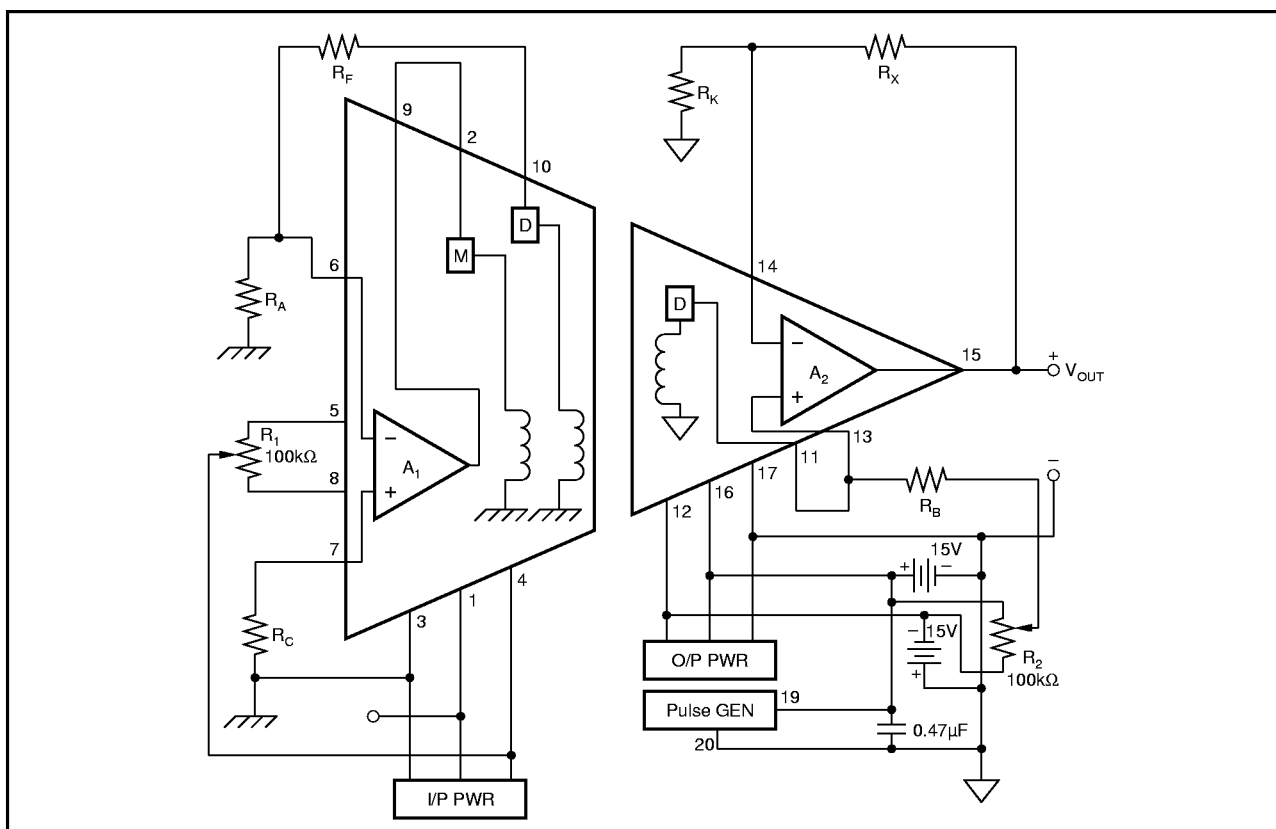 R_F
R_K
R_X
9
2
10
D
M
6
14
R_A
D
A_2
−
+
15
+
V_OUT
5
R_1
100kΩ
8
A_1
−
+
13
11
−
17
16
12
R_B
7
4
1
3
15V
+
−
R_C
−
15V
+
R_2
100kΩ
O/P PWR
Pulse GEN
19
20
0.47μF
I/P PWR